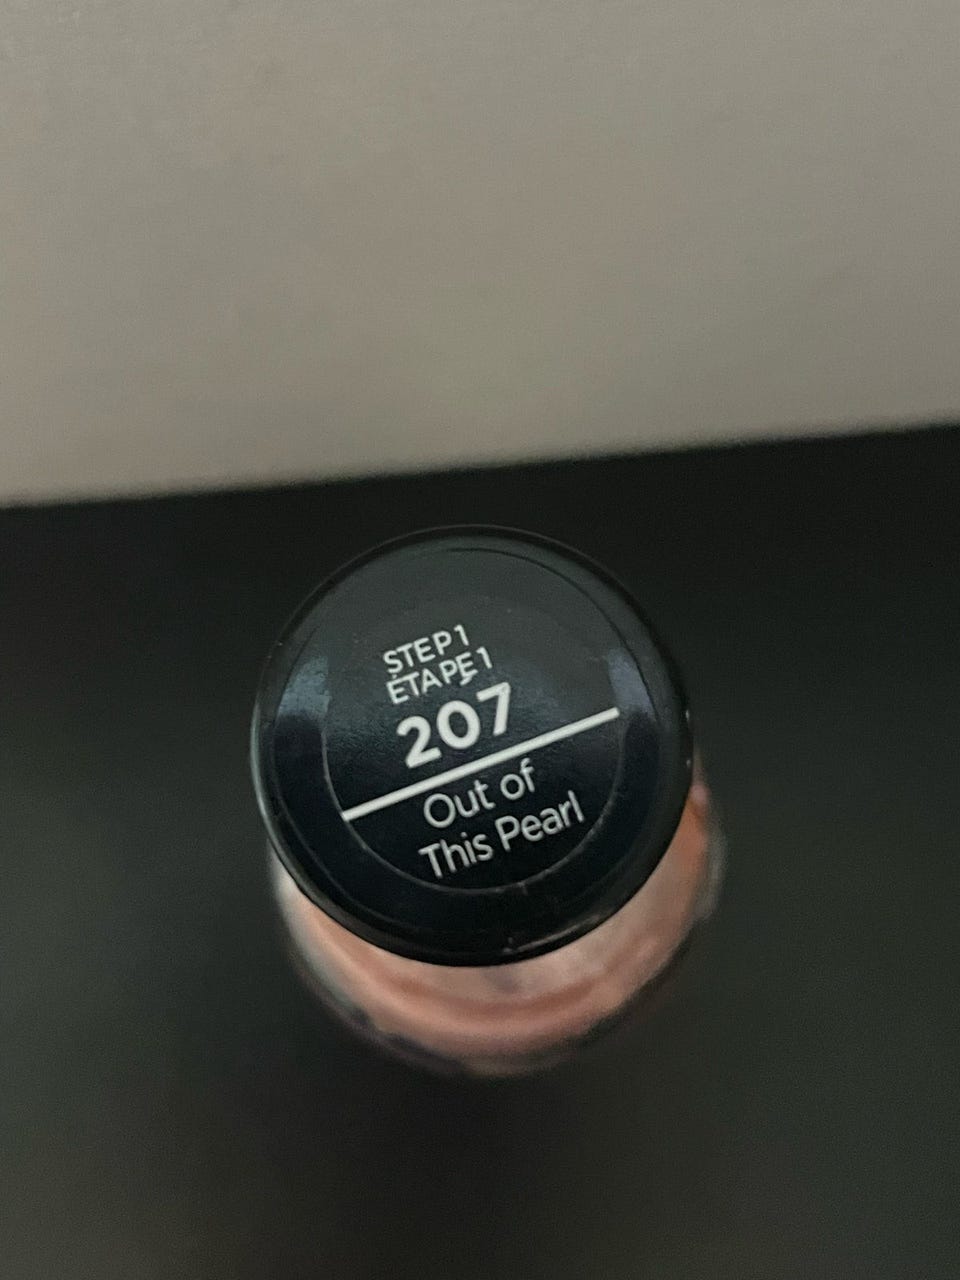 STEP 1
ÉTAPE 1
207
Out of
This Pearl